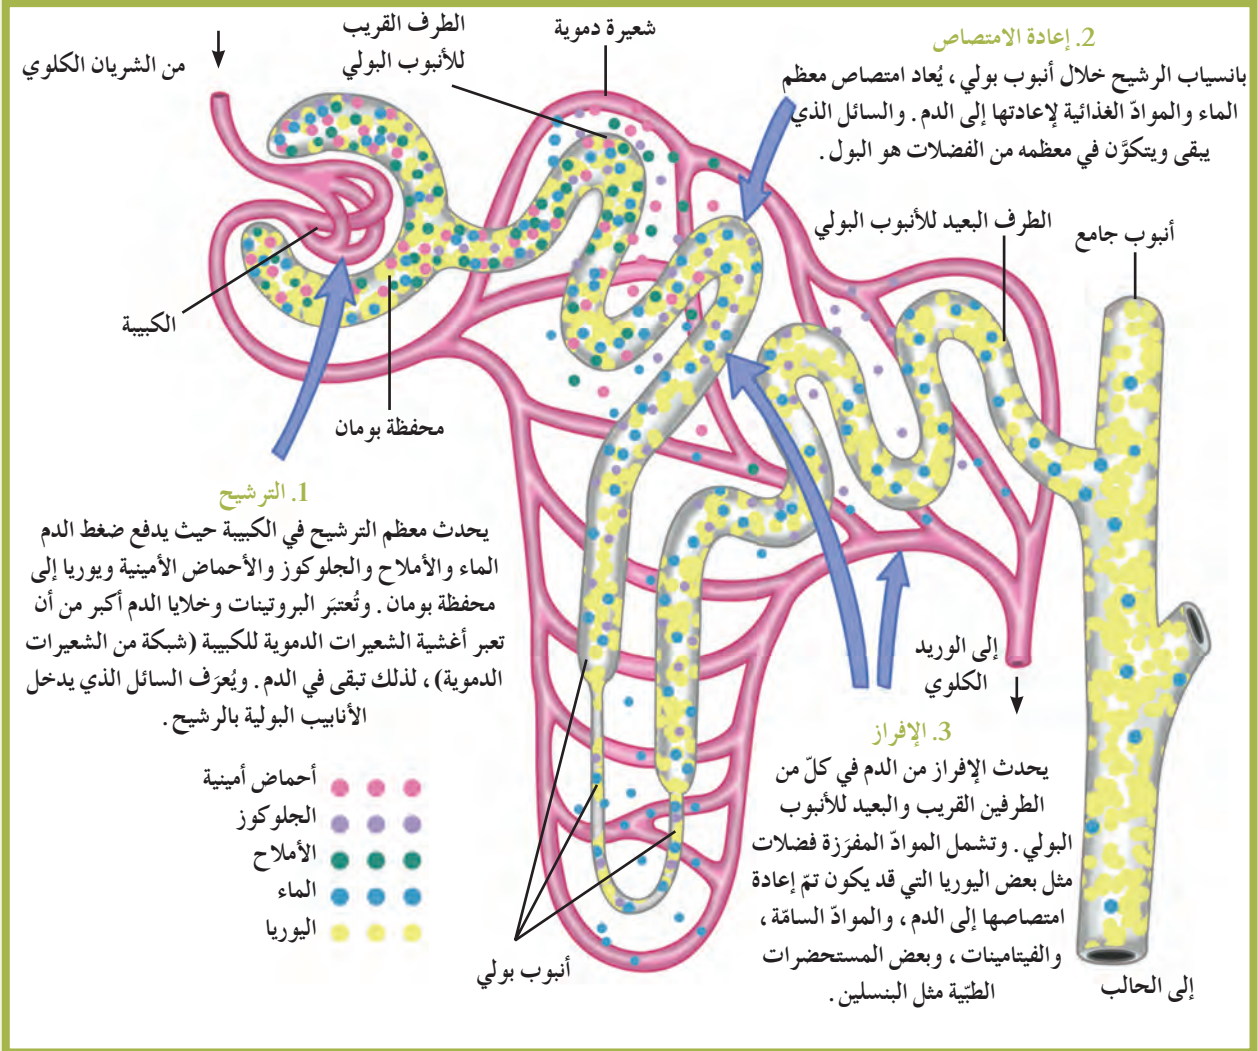 من الشريان الكلوي
الطرف القريب
للأنبوب البولي
شعيرة دموية
2. إعادة الامتصاص
بانسياب الرشيح خلال أنبوب بولي، يُعاد امتصاص معظم
الماء والموادّ الغذائية لإعادتها إلى الدم. والسائل الذي
يبقى ويتكوَّن في معظمه من الفضلات هو البول.
الطرف البعيد للأنبوب البولي
أنبوب جامع
الكبيبة
محفظة بومان
1. الترشيح
يحدث معظم الترشيح في الكبيبة حيث يدفع ضغط الدم
الماء والأملاح والجلوكوز والأحماض الأمينية ويوريا إلى
محفظة بومان. وتُعتبَر البروتينات وخلايا الدم أكبر من أن
تعبر أغشية الشعيرات الدموية للكبيبة (شبكة من الشعيرات
الدموية)، لذلك تبقى في الدم. ويُعرَف السائل الذي يدخل
الأنابيب البولية بالرشيح.
إلى الوريد
الكلوي
3. الإفراز
يحدث الإفراز من الدم في كلّ من
الطرفين القريب والبعيد للأنبوب
البولي. وتشمل الموادّ المفرَزة فضلات
مثل بعض اليوريا التي قد يكون تمّ إعادة
امتصاصها إلى الدم، والموادّ السامّة،
والفيتامينات، وبعض المستحضرات
الطبّية مثل البنسلين.
أحماض أمينية
الجلوكوز
الأملاح
الماء
اليوريا
أنبوب بولي
إلى الحالب